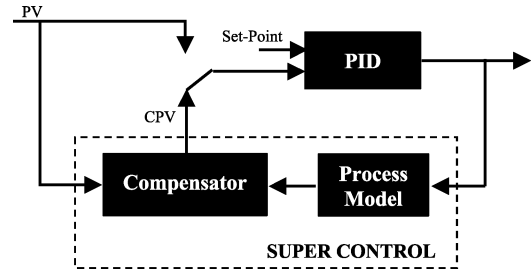 PV
Set-Point
PID
CPV
Compensator
Process
Model
SUPER CONTROL